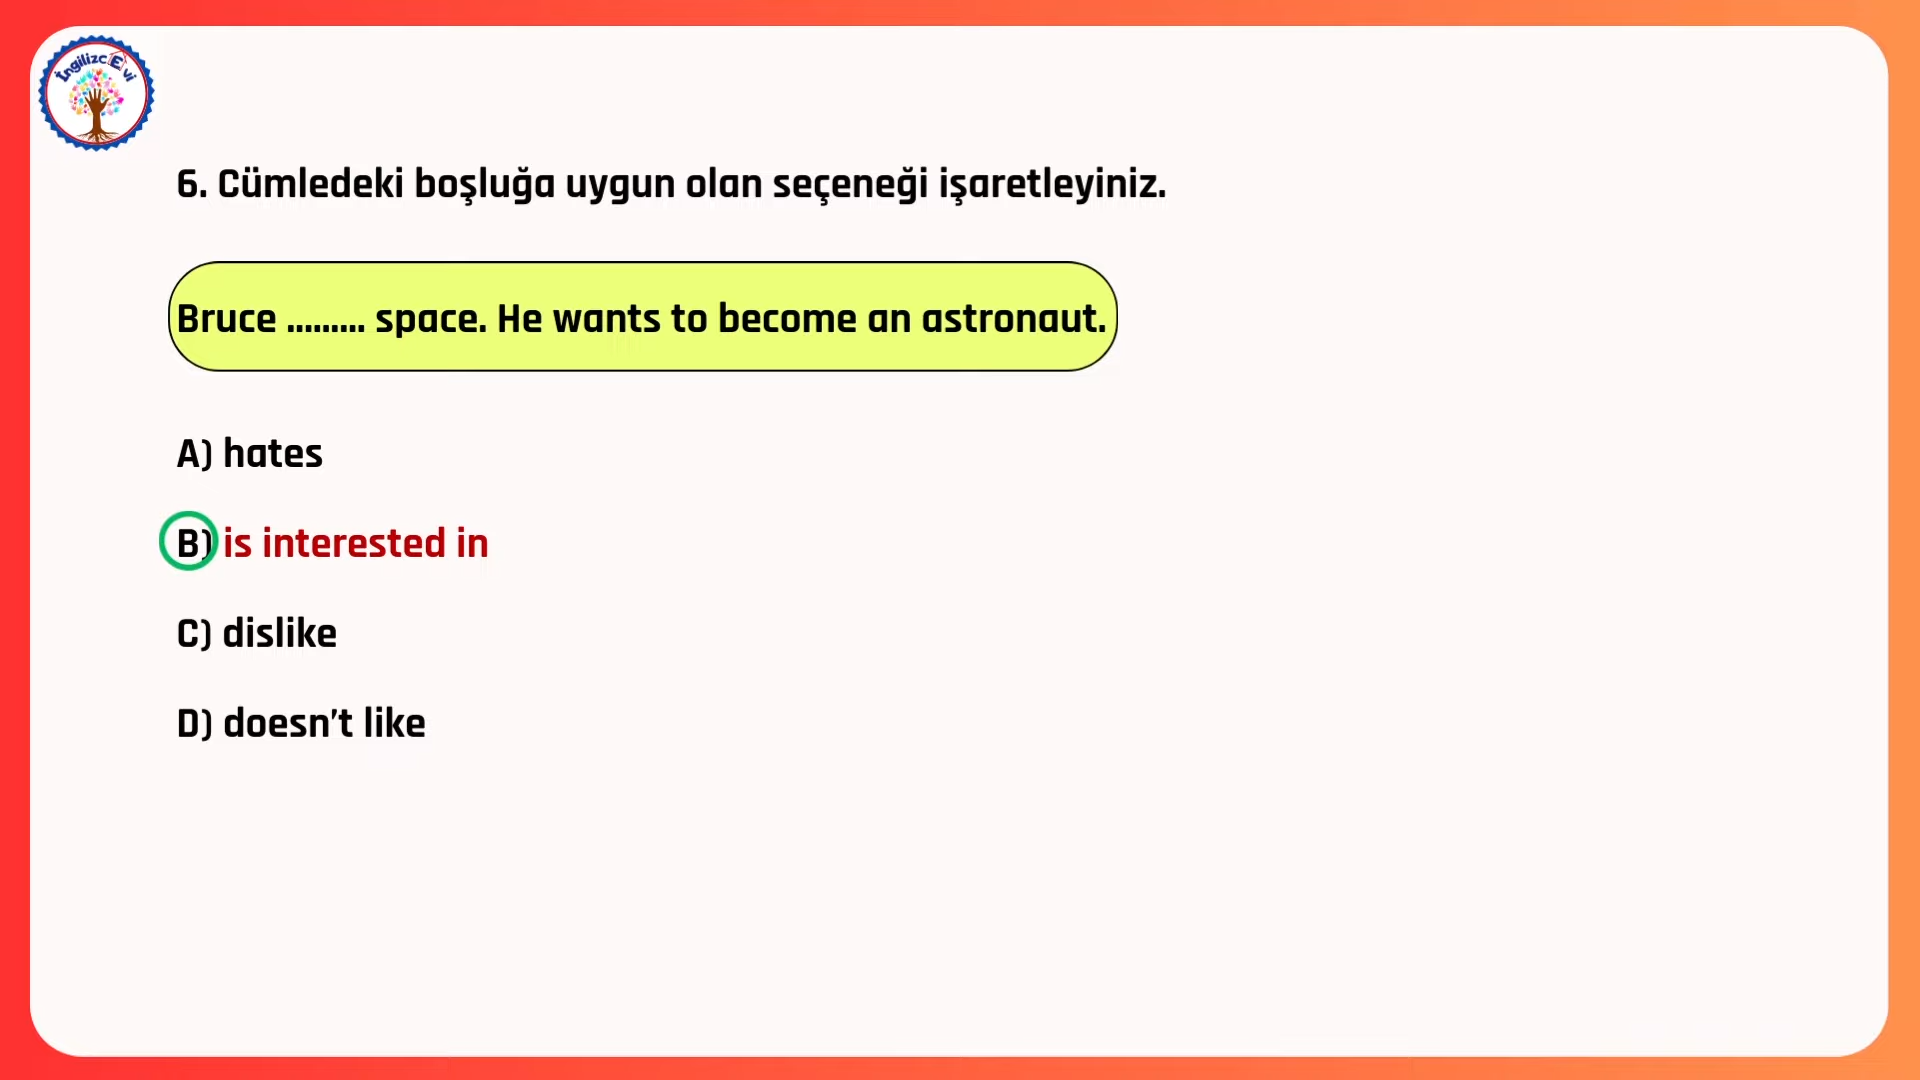 İngilizcEvi
6. Cümledeki boşluğa uygun olan seçeneği işaretleyiniz.
Bruce ......... space. He wants to become an astronaut.
A) hates
B) is interested in
C) dislike
D) doesn’t like